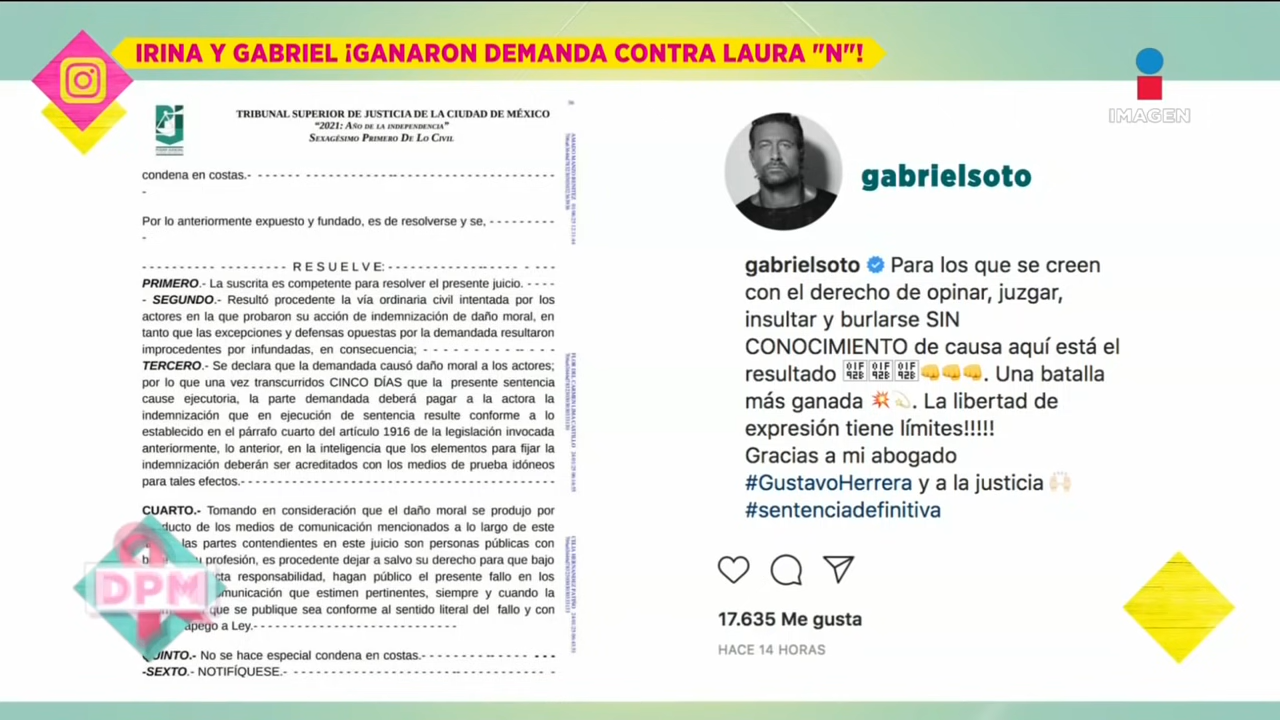 IRINA Y GABRIEL ¡GANARON DEMANDA CONTRA LAURA "N"!
IMAGEN
TRIBUNAL SUPERIOR DE JUSTICIA DE LA CIUDAD DE MÉXICO
"2021: AÑO DE LA INDEPENDENCIA"
SEXAGÉSIMO PRIMERO DE LO CIVIL
condena en costas.- - - - - - - - - - - - - - - - - - - - - - - - - - - - - - - - - -
-
Por lo anteriormente expuesto y fundado, es de resolverse y se, - - - - - - - - -
-
- - - - - - - - - - - - - - - - - - - R E S U E L V E: - - - - - - - - - - - - - - - - - - -
PRIMERO.- La suscrita es competente para resolver el presente juicio. - - - -
- SEGUNDO.- Resultó procedente la vía ordinaria civil intentada por los
actores en la que probaron su acción de indemnización de daño moral, en
tanto que las excepciones y defensas opuestas por la demandada resultaron
improcedentes por infundadas, en consecuencia; - - - - - - - - - - - - - - -
TERCERO.- Se declara que la demandada causó daño moral a los actores;
por lo que una vez transcurridos CINCO DÍAS que la presente sentencia
cause ejecutoria, la parte demandada deberá pagar a la actora la
indemnización que en ejecución de sentencia resulte conforme a lo
establecido en el párrafo cuarto del artículo 1916 de la legislación invocada
anteriormente, lo anterior, en la inteligencia que los elementos para fijar la
indemnización deberán ser acreditados con los medios de prueba idóneos
para tales efectos.- - - - - - - - - - - - - - - - - - - - - - - - - - - - - - - - - - -
CUARTO.- Tomando en consideración que el daño moral se produjo por
ducto de los medios de comunicación mencionados a lo largo de este
las partes contendientes en este juicio son personas públicas con
profesión, es procedente dejar a salvo su derecho para que bajo
cta responsabilidad, hagan público el presente fallo en los
municación que estimen pertinentes, siempre y cuando la
que se publique sea conforme al sentido literal del fallo y con
apego a Ley.- - - - - - - - - - - - - - - - - - - - - - -
QUINTO.- No se hace especial condena en costas.- - - - - - - - - - - - - - - - -
-SEXTO.- NOTIFÍQUESE.- - - - - - - - - - - - - - - - - - - - - - - - - - - -
DPM
gabrielsoto
gabrielsoto Para los que se creen
con el derecho de opinar, juzgar,
insultar y burlarse SIN
CONOCIMIENTO de causa aquí está el
resultado 👊👊👊. Una batalla
más ganada 💥💫. La libertad de
expresión tiene límites!!!!!
Gracias a mi abogado
#GustavoHerrera y a la justicia 🙌🏻
#sentenciadefinitiva
17.635 Me gusta
HACE 14 HORAS